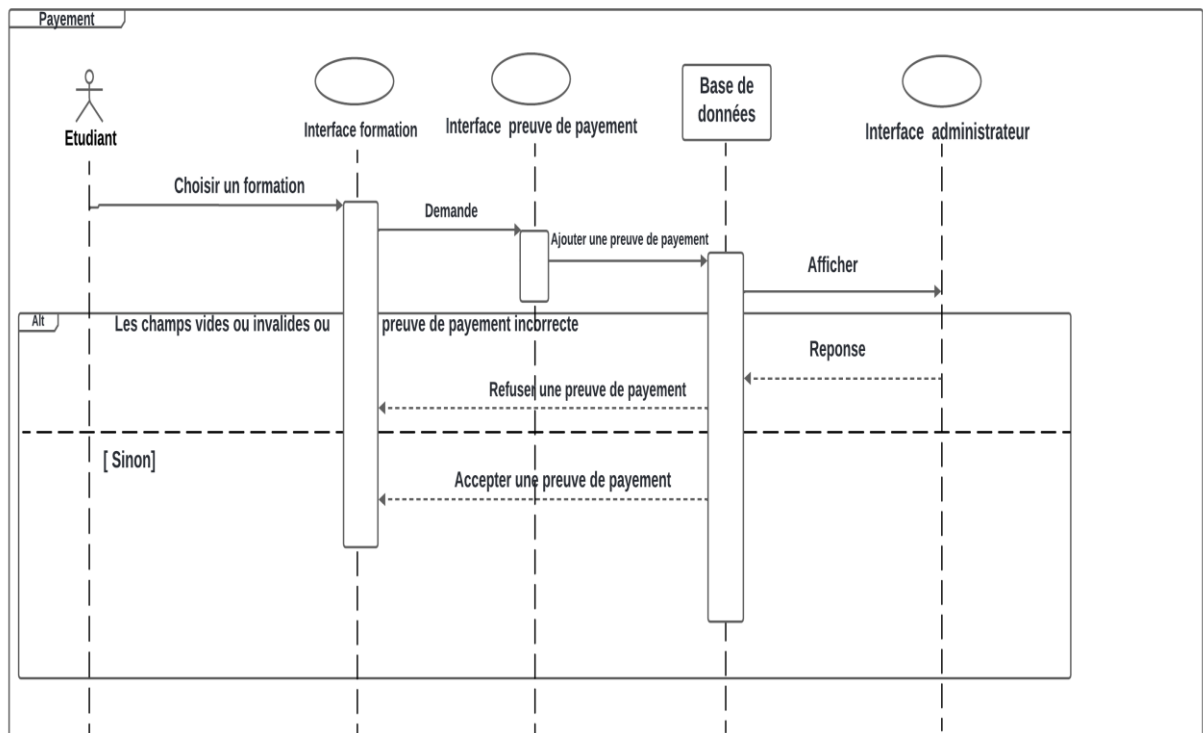 Payement
Etudiant
Interface formation
Interface preuve de payement
Base de
données
Interface administrateur
Choisir un formation
Demande
Ajouter une preuve de payement
Afficher
Alt
Les champs vides ou invalides ou preuve de payement incorrecte
Reponse
Refuser une preuve de payement
[ Sinon]
Accepter une preuve de payement